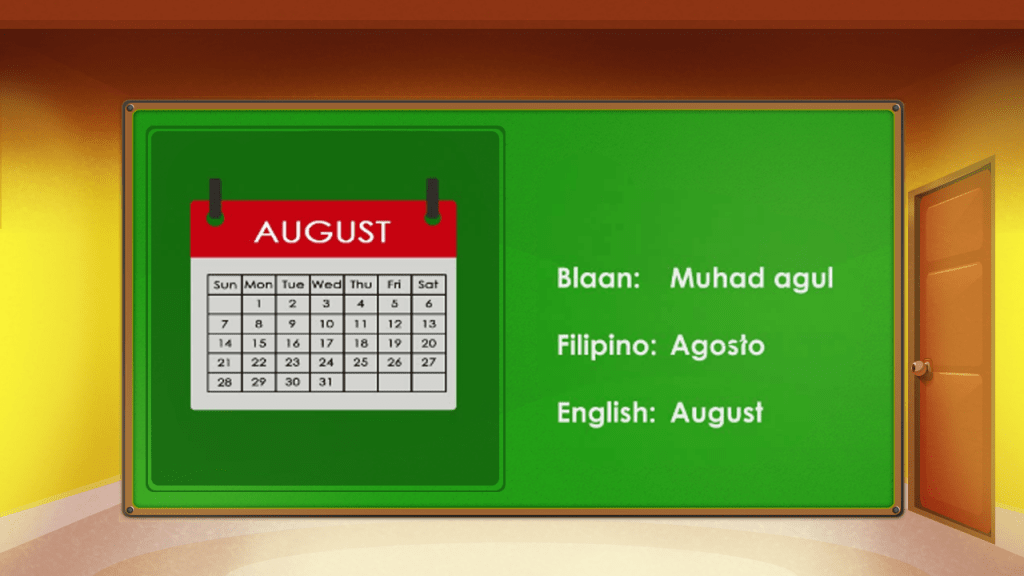 AUGUST
Sun Mon Tue Wed Thu Fri Sat
1 2 3 4 5 6
7 8 9 10 11 12 13
14 15 16 17 18 19 20
21 22 23 24 25 26 27
28 29 30 31
Blaan: Muhad agul
Filipino: Agosto
English: August